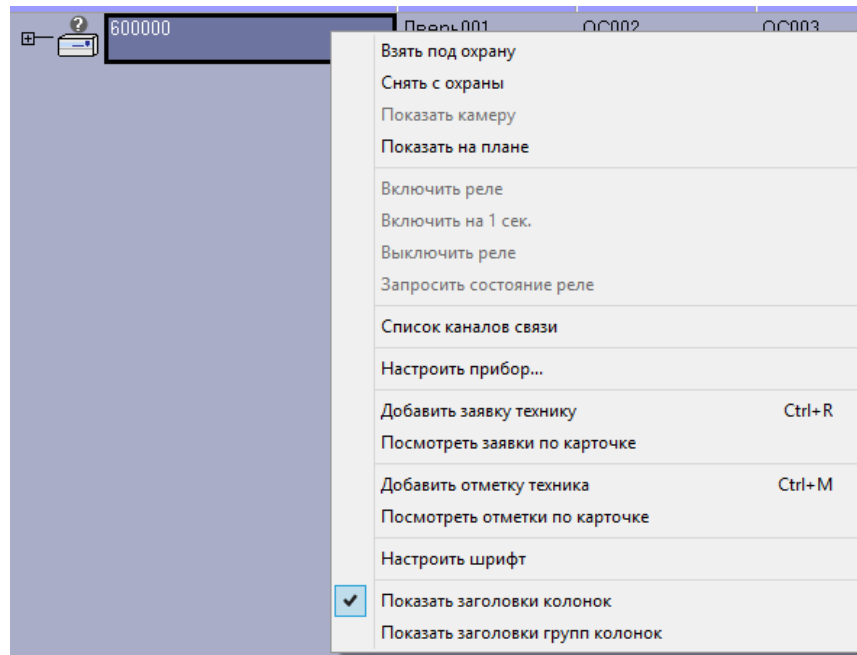 600000 Дверь001 ОС002 ОС003
Взять под охрану
Снять с охраны
Показать камеру
Показать на плане
Включить реле
Включить на 1 сек.
Выключить реле
Запросить состояние реле
Список каналов связи
Настроить прибор...
Добавить заявку технику Ctrl+R
Посмотреть заявки по карточке
Добавить отметку техника Ctrl+M
Посмотреть отметки по карточке
Настроить шрифт
Показать заголовки колонок
Показать заголовки групп колонок